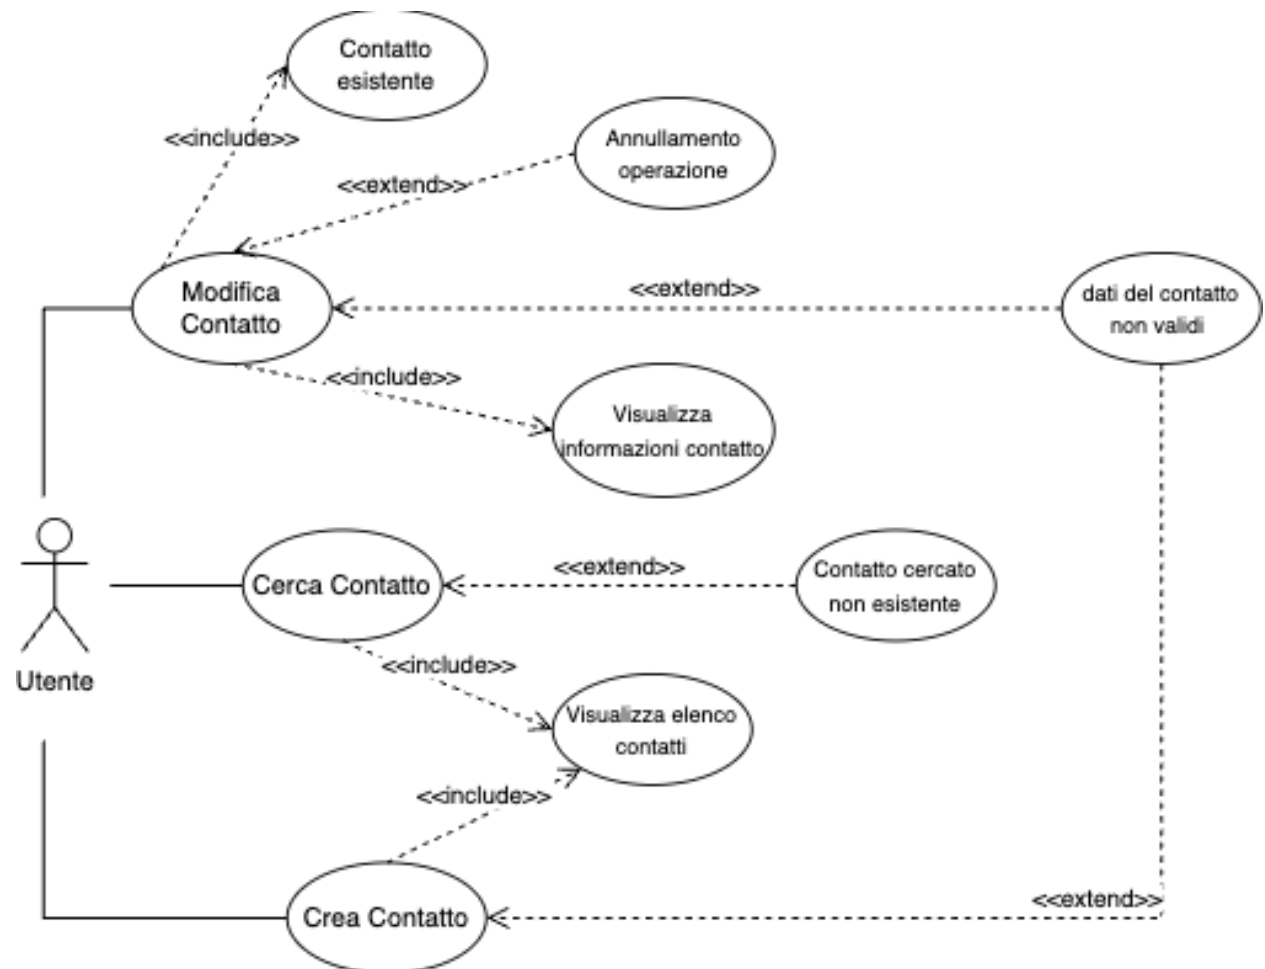 Contatto
esistente
<<include>>
Annullamento
operazione
<<extend>>
Modifica
Contatto
<<extend>>
dati del contatto
non validi
<<include>>
Visualizza
informazioni contatto
Cerca Contatto
<<extend>>
Contatto cercato
non esistente
Utente
<<include>>
Visualizza elenco
contatti
<<include>>
Crea Contatto
<<extend>>